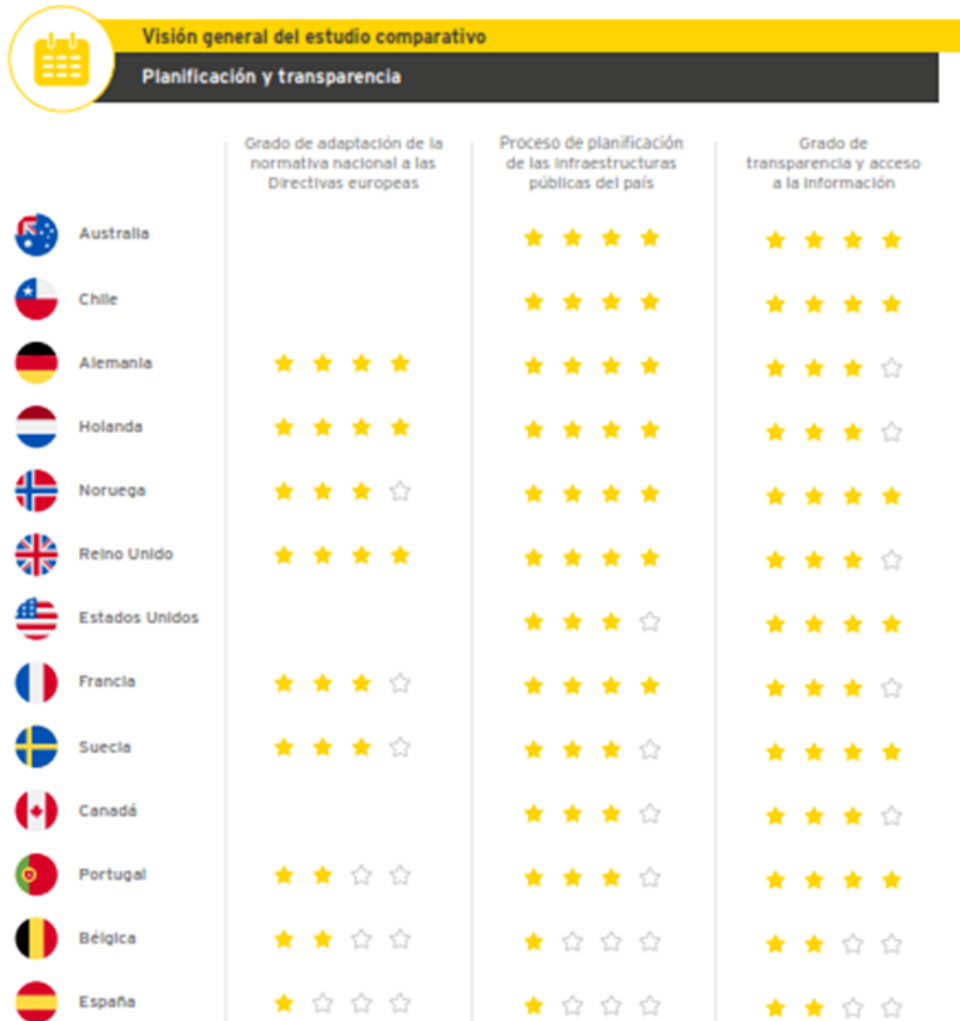 Visión general del estudio comparativo
Planificación y transparencia
Grado de adaptación de la
normativa nacional a las
Directivas europeas
Proceso de planificación
de las infraestructuras
públicas del país
Grado de
transparencia y acceso
a la información
Australia
Chile
Alemania
Holanda
Noruega
Reino Unido
Estados Unidos
Francia
Suecia
Canadá
Portugal
Bélgica
España